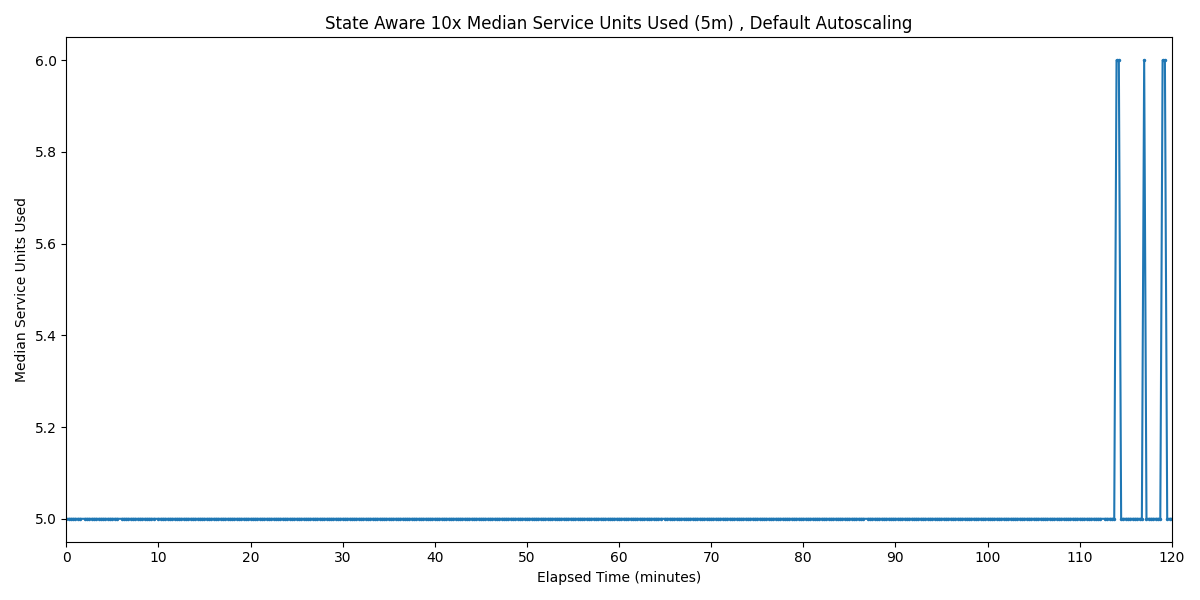 State Aware 10x Median Service Units Used (5m) , Default Autoscaling
6.0
5.8
5.6
5.4
5.2
5.0
Median Service Units Used
0 10 20 30 40 50 60 70 80 90 100 110 120
Elapsed Time (minutes)